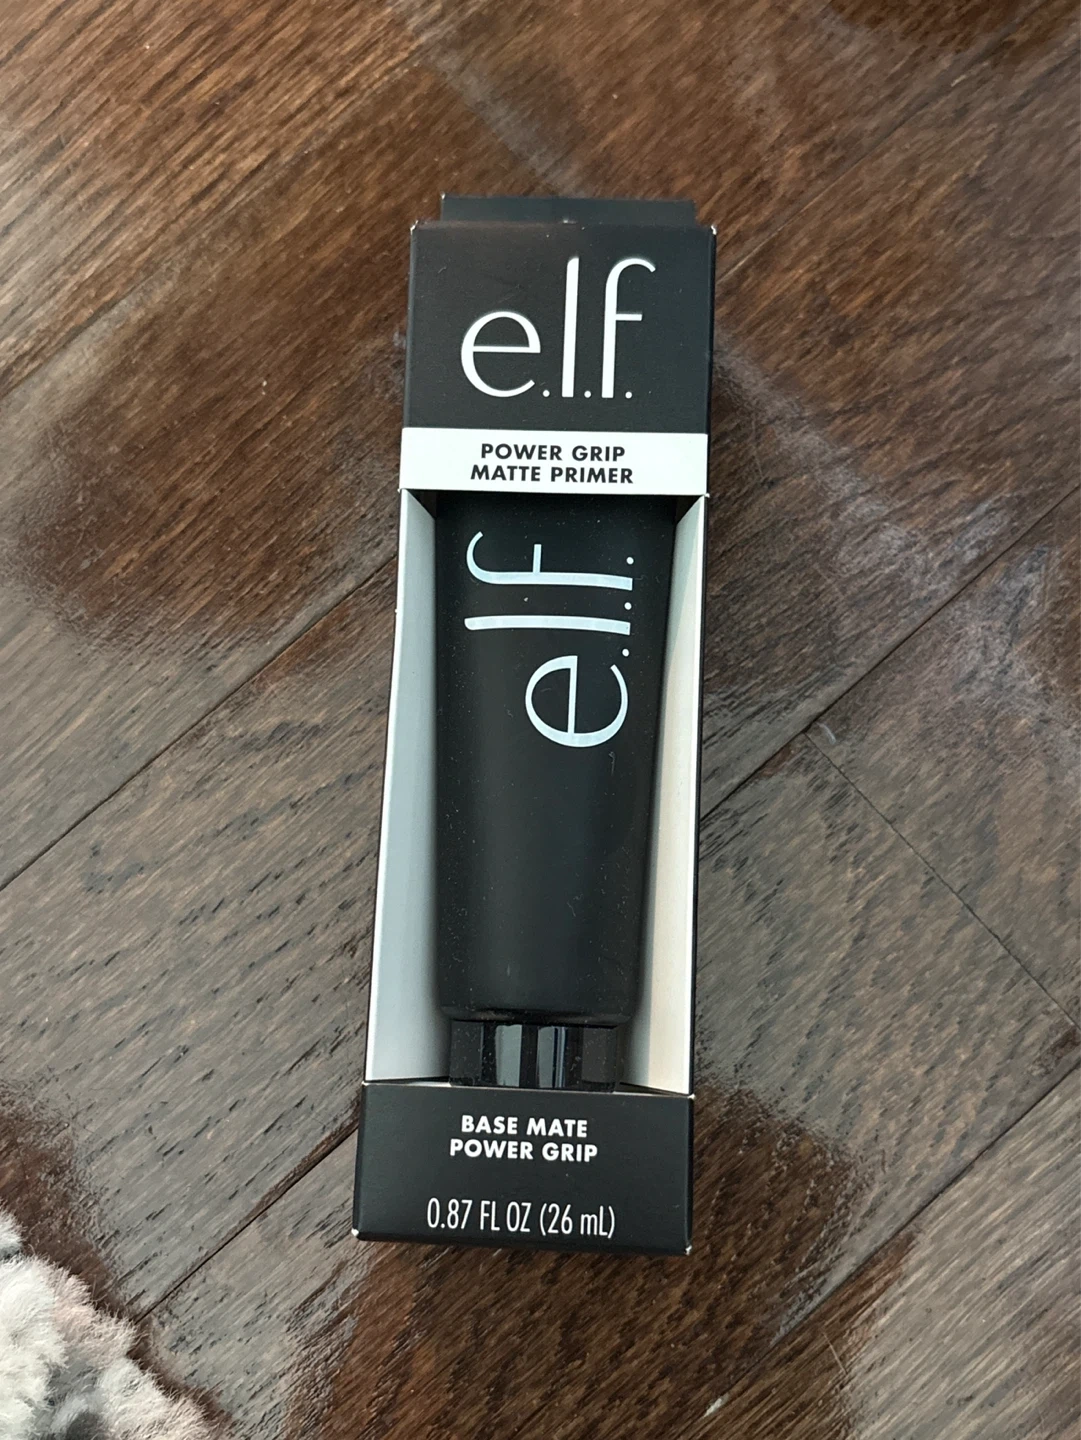 e.l.f.
POWER GRIP
MATTE PRIMER
e.l.f.
BASE MATE
POWER GRIP
0.87 FL OZ (26 mL)